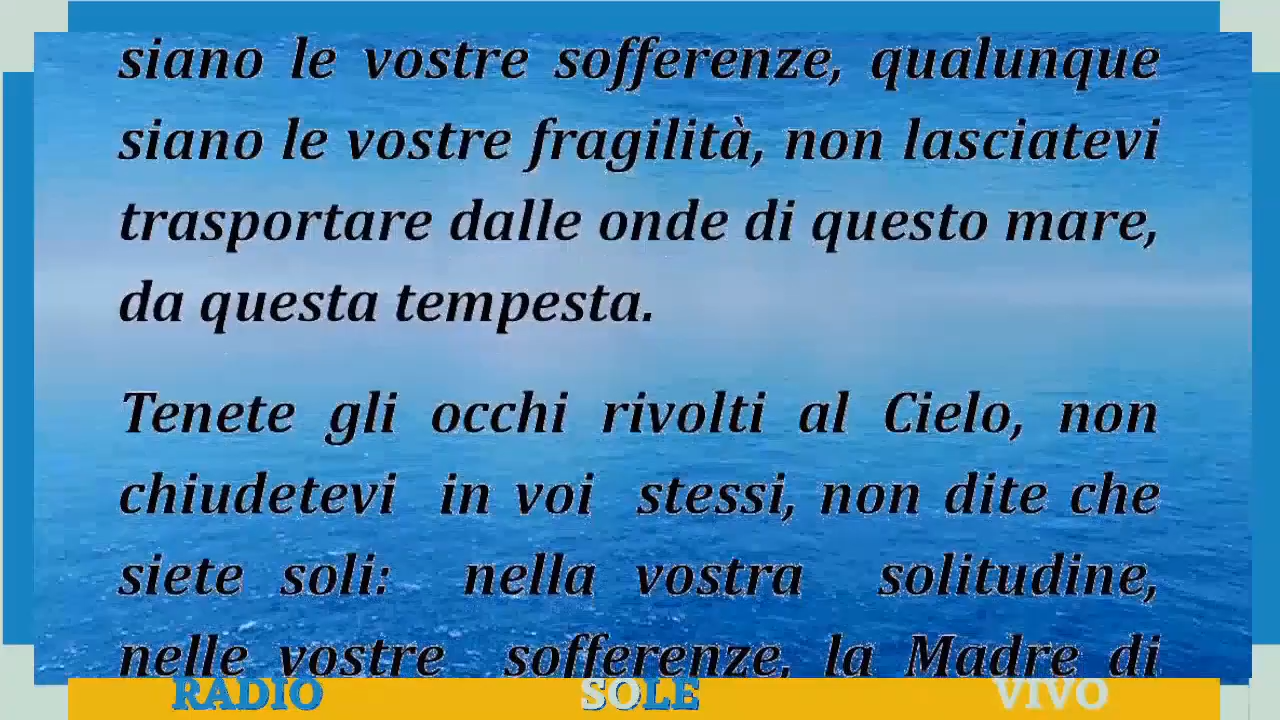 siano le vostre sofferenze, qualunque
siano le vostre fragilità, non lasciatevi
trasportare dalle onde di questo mare,
da questa tempesta.
Tenete gli occhi rivolti al Cielo, non
chiudetevi in voi stessi, non dite che
siete soli: nella vostra solitudine,
nelle vostre sofferenze, la Madre di
RADIO SOLE VIVO